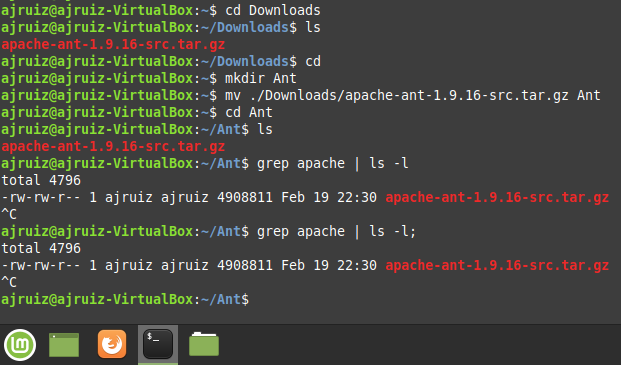 ajruiz@ajruiz-VirtualBox:~$ cd Downloads
ajruiz@ajruiz-VirtualBox:~/Downloads$ ls
apache-ant-1.9.16-src.tar.gz
ajruiz@ajruiz-VirtualBox:~/Downloads$ cd
ajruiz@ajruiz-VirtualBox:~$ mkdir Ant
ajruiz@ajruiz-VirtualBox:~$ mv ./Downloads/apache-ant-1.9.16-src.tar.gz Ant
ajruiz@ajruiz-VirtualBox:~$ cd Ant
ajruiz@ajruiz-VirtualBox:~/Ant$ ls
apache-ant-1.9.16-src.tar.gz
ajruiz@ajruiz-VirtualBox:~/Ant$ grep apache | ls -l
total 4796
-rw-rw-r-- 1 ajruiz ajruiz 4908811 Feb 19 22:30 apache-ant-1.9.16-src.tar.gz
^C
ajruiz@ajruiz-VirtualBox:~/Ant$ grep apache | ls -l;
total 4796
-rw-rw-r-- 1 ajruiz ajruiz 4908811 Feb 19 22:30 apache-ant-1.9.16-src.tar.gz
^C
ajruiz@ajruiz-VirtualBox:~/Ant$
$_